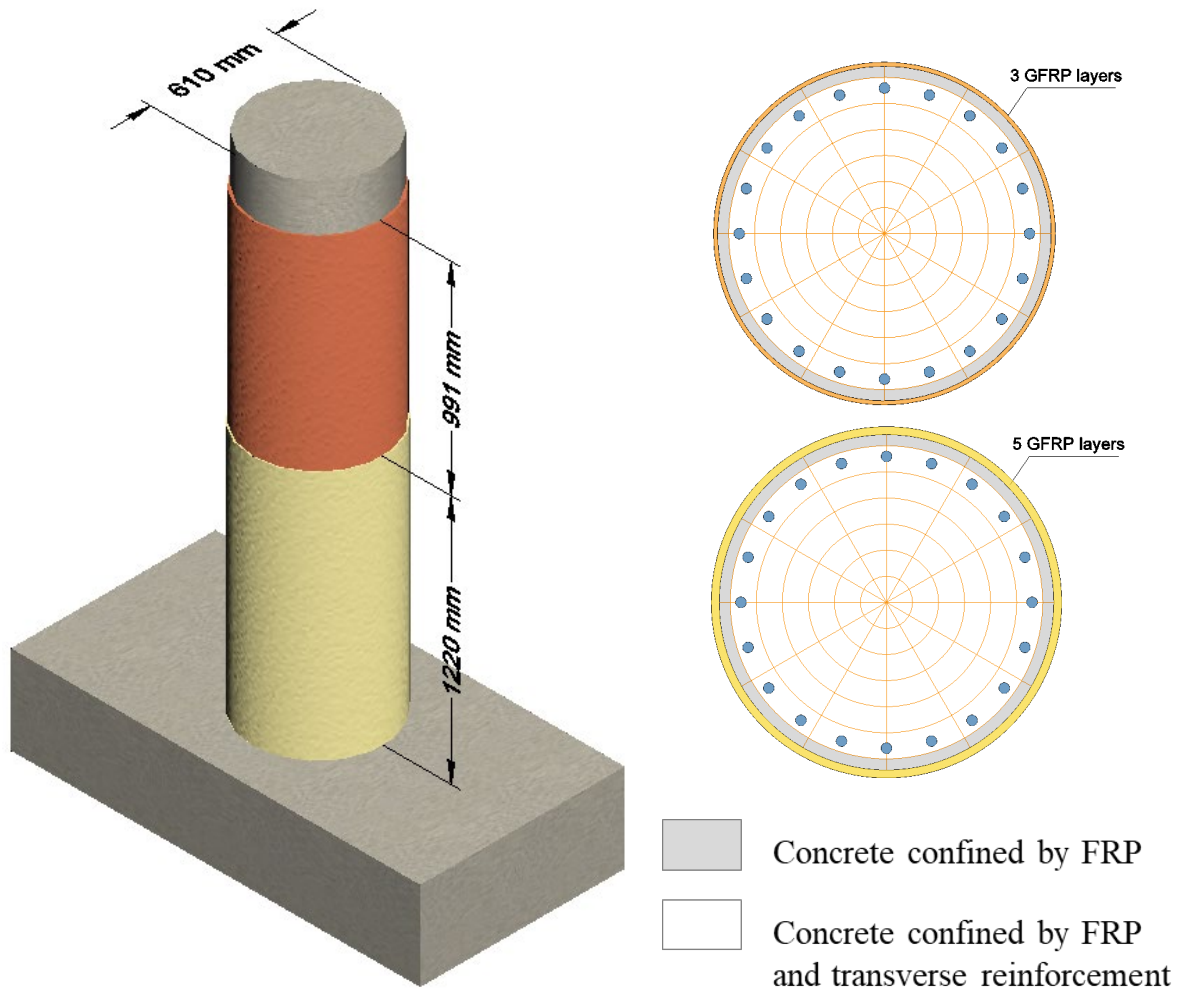 610 mm
991 mm
1220 mm
3 GFRP layers
5 GFRP layers
Concrete confined by FRP
Concrete confined by FRP
and transverse reinforcement